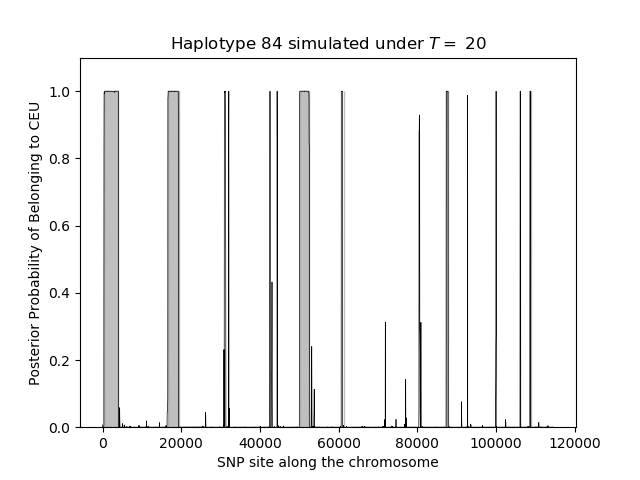 Haplotype 84 simulated under T = 20
Posterior Probability of Belonging to CEU
1.0
0.8
0.6
0.4
0.2
0.0
0 20000 40000 60000 80000 100000 120000
SNP site along the chromosome